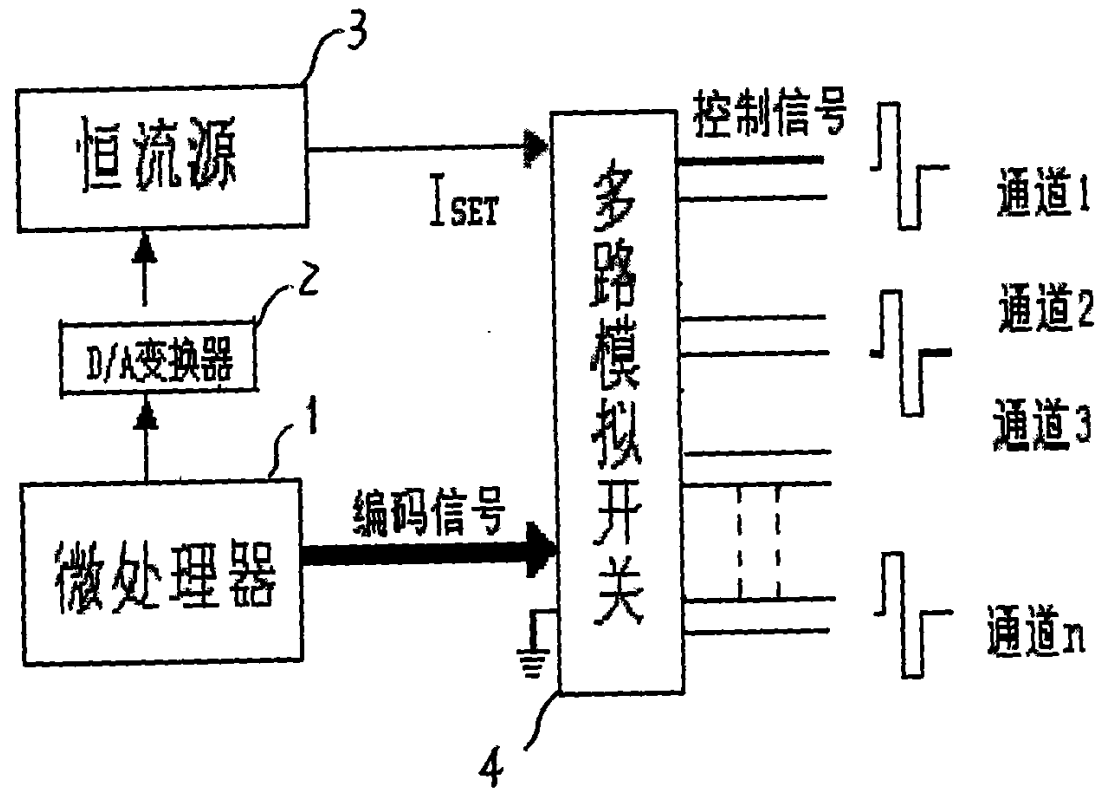 3
恒流源
I_SET
2
D/A变换器
1
微处理器
编码信号
多路模拟开关
4
控制信号
通道1
通道2
通道3
通道n